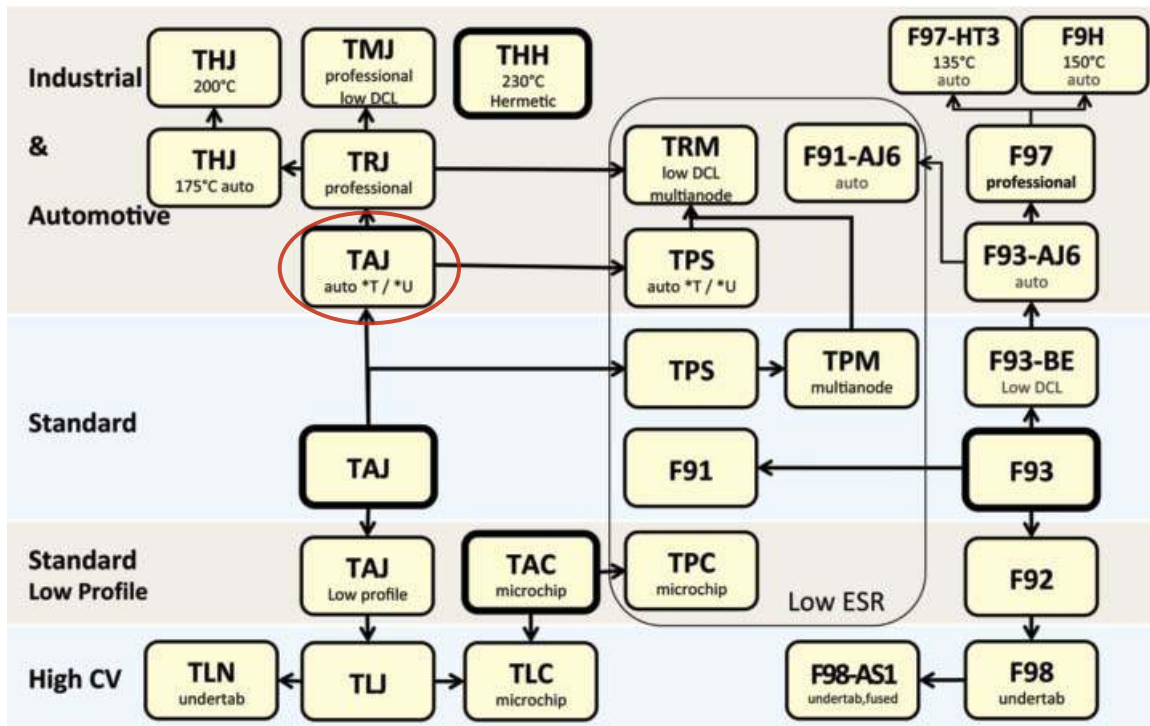 Industrial
&
Automotive
THJ
200°C
TMJ
professional
low DCL
THH
230°C
Hermetic
F97-HT3
135°C
auto
F9H
150°C
auto
THJ
175°C auto
TRJ
professional
TRM
low DCL
multianode
F91-AJ6
auto
F97
professional
TAJ
auto *T / *U
TPS
auto *T / *U
F93-AJ6
auto
Standard
TPS
TPM
multianode
F93-BE
Low DCL
TAJ
F91
F93
Standard
Low Profile
TAJ
Low profile
TAC
microchip
TPC
microchip
Low ESR
F92
High CV
TLN
undertab
TLJ
TLC
microchip
F98-AS1
undertab,fused
F98
undertab